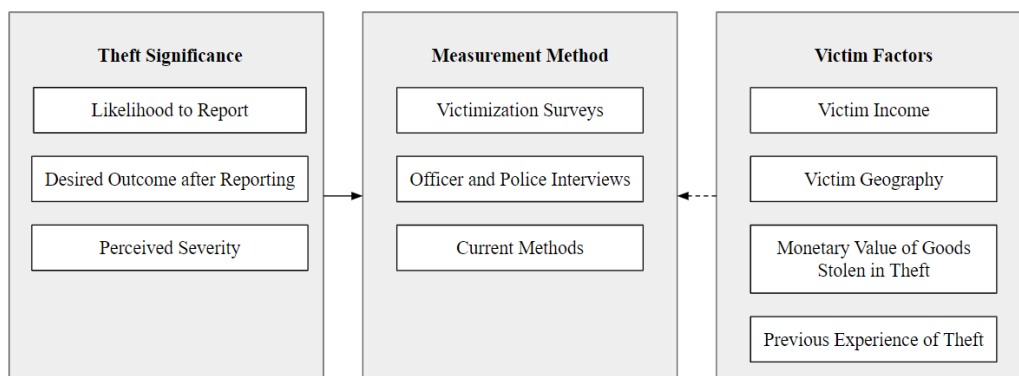 Theft Significance
Likelihood to Report
Desired Outcome after Reporting
Perceived Severity
Measurement Method
Victimization Surveys
Officer and Police Interviews
Current Methods
Victim Factors
Victim Income
Victim Geography
Monetary Value of Goods
Stolen in Theft
Previous Experience of Theft